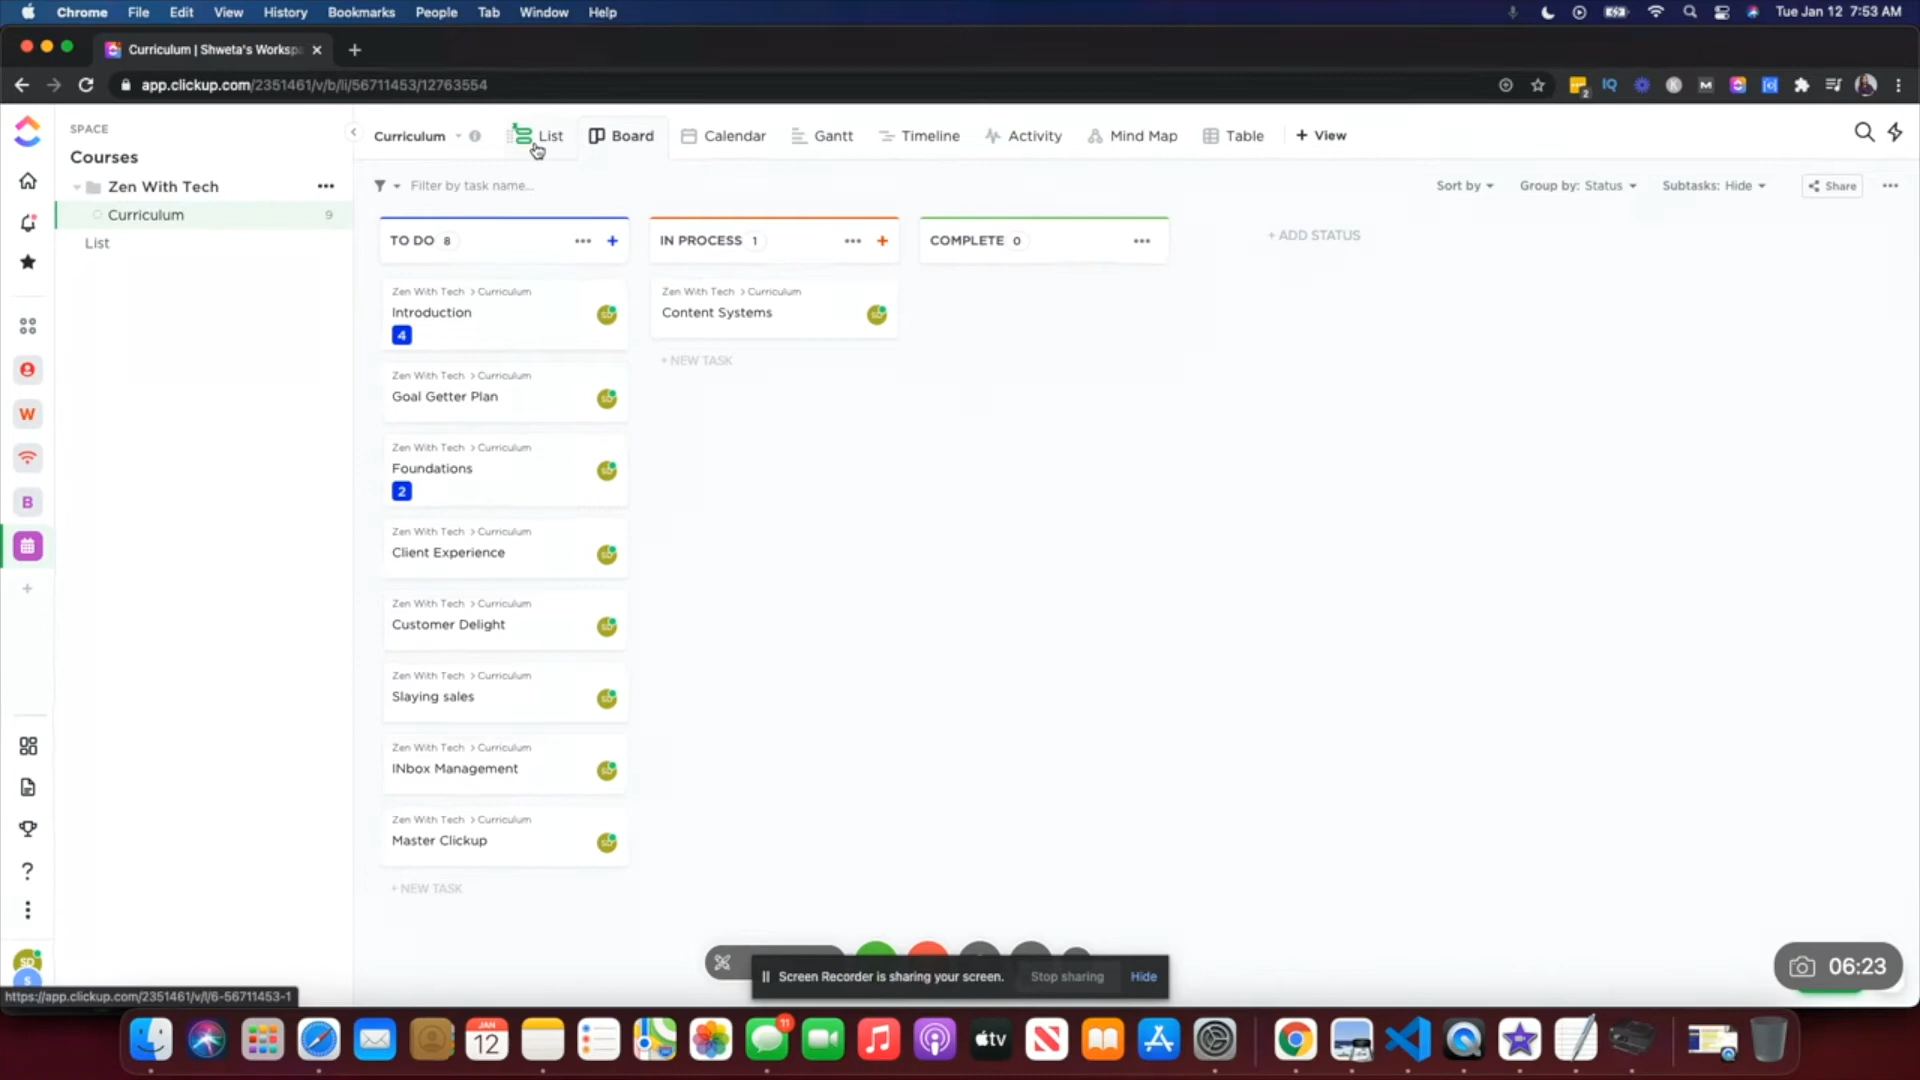 Chrome File Edit View History Bookmarks People Tab Window Help
Tue Jan 12 7:53 AM
Curriculum | Shweta's Workspa
app.clickup.com/2351461/v/b/li/56711453/12763554
SPACE
Courses
Zen With Tech
Curriculum 9
List
Curriculum List Board Calendar Gantt Timeline Activity Mind Map Table + View
Filter by task name...
Sort by Group by: Status Subtasks: Hide Share
TO DO 8
IN PROCESS 1
COMPLETE 0
+ ADD STATUS
Zen With Tech > Curriculum
Introduction
4
Zen With Tech > Curriculum
Goal Getter Plan
Zen With Tech > Curriculum
Foundations
2
Zen With Tech > Curriculum
Client Experience
Zen With Tech > Curriculum
Customer Delight
Zen With Tech > Curriculum
Slaying sales
Zen With Tech > Curriculum
INbox Management
Zen With Tech > Curriculum
Master Clickup
+ NEW TASK
Zen With Tech > Curriculum
Content Systems
+ NEW TASK
W
B
SD
S
Screen Recorder is sharing your screen. Stop sharing Hide
06:23
https://app.clickup.com/2351461/v/l/6-56711453-1
JAN
12
11
tv